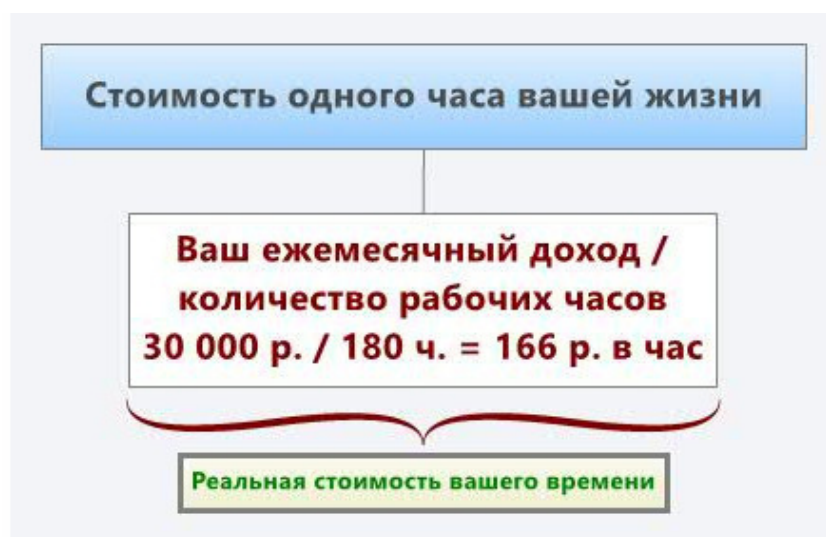 Стоимость одного часа вашей жизни
Ваш ежемесячный доход /
количество рабочих часов
30 000 р. / 180 ч. = 166 р. в час
Реальная стоимость вашего времени